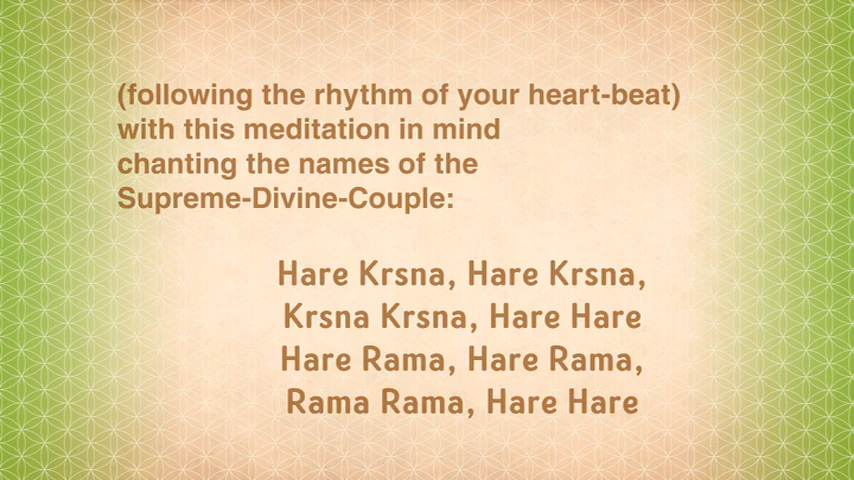 (following the rhythm of your heart-beat)
with this meditation in mind
chanting the names of the
Supreme-Divine-Couple:
Hare Krsna, Hare Krsna,
Krsna Krsna, Hare Hare
Hare Rama, Hare Rama,
Rama Rama, Hare Hare